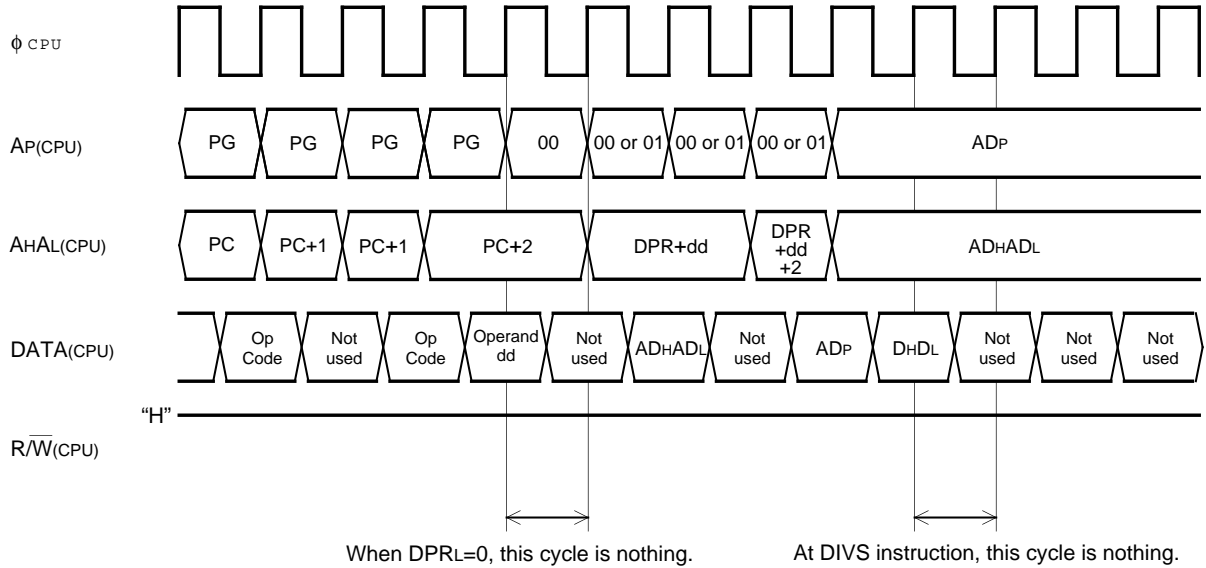 ϕ CPU
AP(CPU)
PG
PG
PG
PG
00
00 or 01
00 or 01
00 or 01
ADP
AHAL(CPU)
PC
PC+1
PC+1
PC+2
DPR+dd
DPR
+dd
+2
ADHADL
DATA(CPU)
Op
Code
Not
used
Op
Code
Operand
dd
Not
used
ADHADL
Not
used
ADP
DHDL
Not
used
Not
used
Not
used
“H”
R/W̅(CPU)
When DPRL=0, this cycle is nothing.
At DIVS instruction, this cycle is nothing.